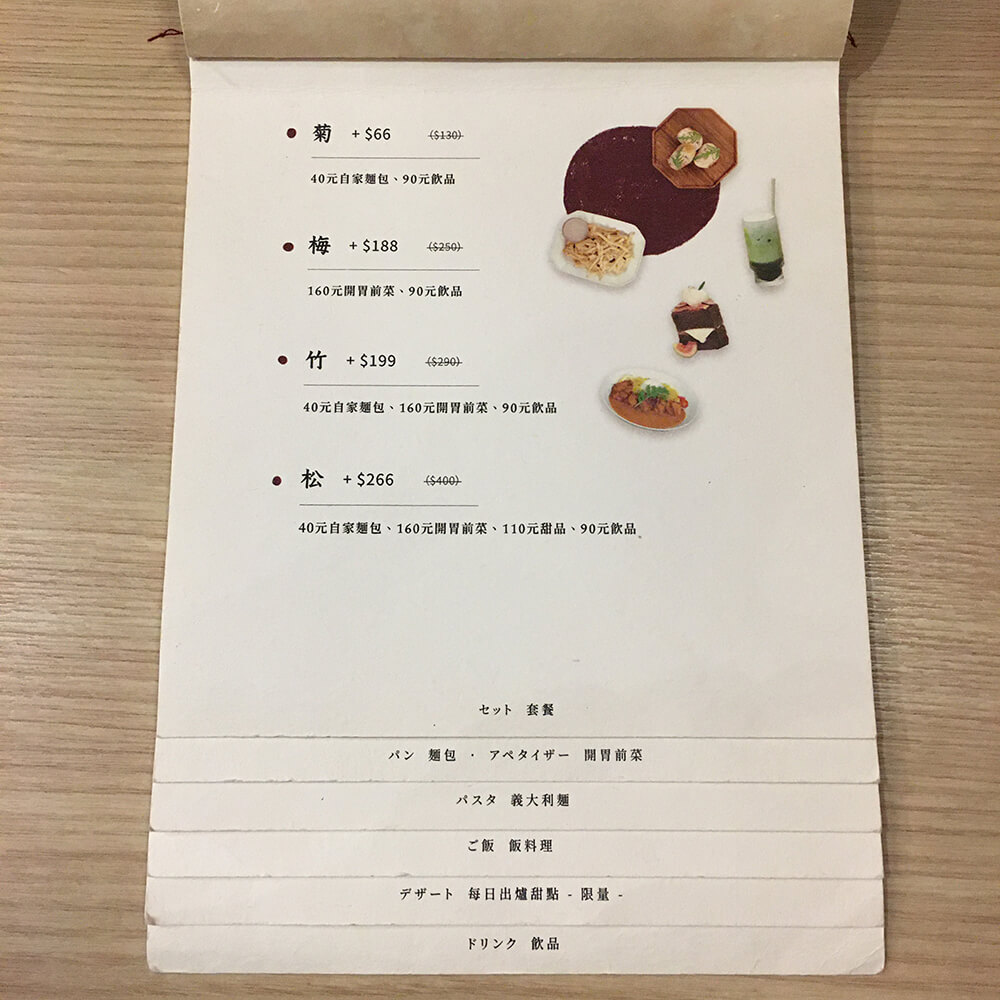 菊 + $66 ($130)
40元自家麵包、90元飲品
梅 + $188 ($250)
160元開胃前菜、90元飲品
竹 + $199 ($290)
40元自家麵包、160元開胃前菜、90元飲品
松 + $266 ($400)
40元自家麵包、160元開胃前菜、110元甜品、90元飲品
セット 套餐
パン 麵包 · アペタイザー 開胃前菜
パスタ 義大利麵
ご飯 飯料理
デザート 每日出爐甜點 - 限量 -
ドリンク 飲品